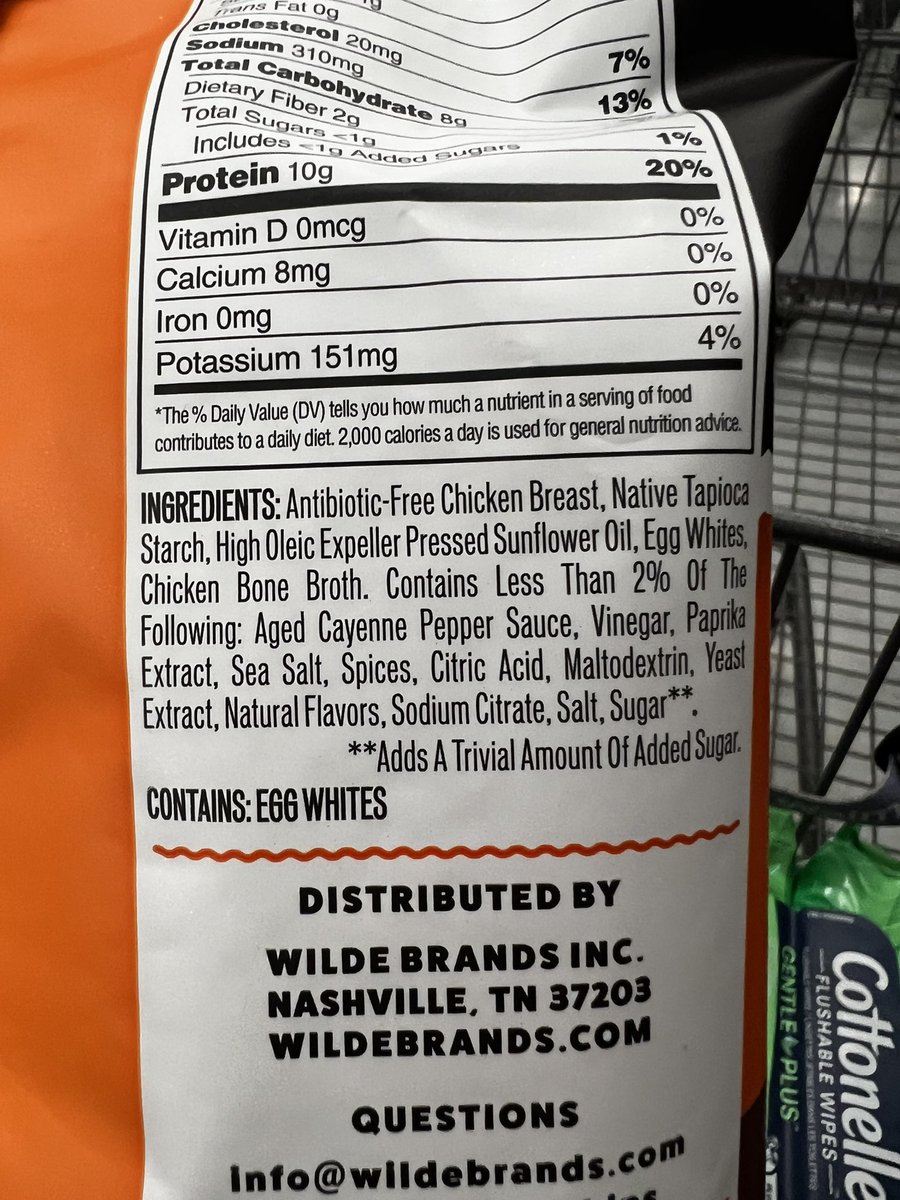 Trans Fat 0g
Cholesterol 20mg 7%
Sodium 310mg 13%
Total Carbohydrate 8g
Dietary Fiber 2g
Total Sugars <1g
Includes <1g Added Sugars 1%
Protein 10g 20%
Vitamin D 0mcg 0%
Calcium 8mg 0%
Iron 0mg 0%
Potassium 151mg 4%
*The % Daily Value (DV) tells you how much a nutrient in a serving of food
contributes to a daily diet. 2,000 calories a day is used for general nutrition advice.
INGREDIENTS: Antibiotic-Free Chicken Breast, Native Tapioca
Starch, High Oleic Expeller Pressed Sunflower Oil, Egg Whites,
Chicken Bone Broth. Contains Less Than 2% Of The
Following: Aged Cayenne Pepper Sauce, Vinegar, Paprika
Extract, Sea Salt, Spices, Citric Acid, Maltodextrin, Yeast
Extract, Natural Flavors, Sodium Citrate, Salt, Sugar**.
**Adds A Trivial Amount Of Added Sugar.
CONTAINS: EGG WHITES
DISTRIBUTED BY
WILDE BRANDS INC.
NASHVILLE, TN 37203
WILDEBRANDS.COM
QUESTIONS
Info@wildebrands.com
Cottonelle
FLUSHABLE WIPES
GENTLE PLUS